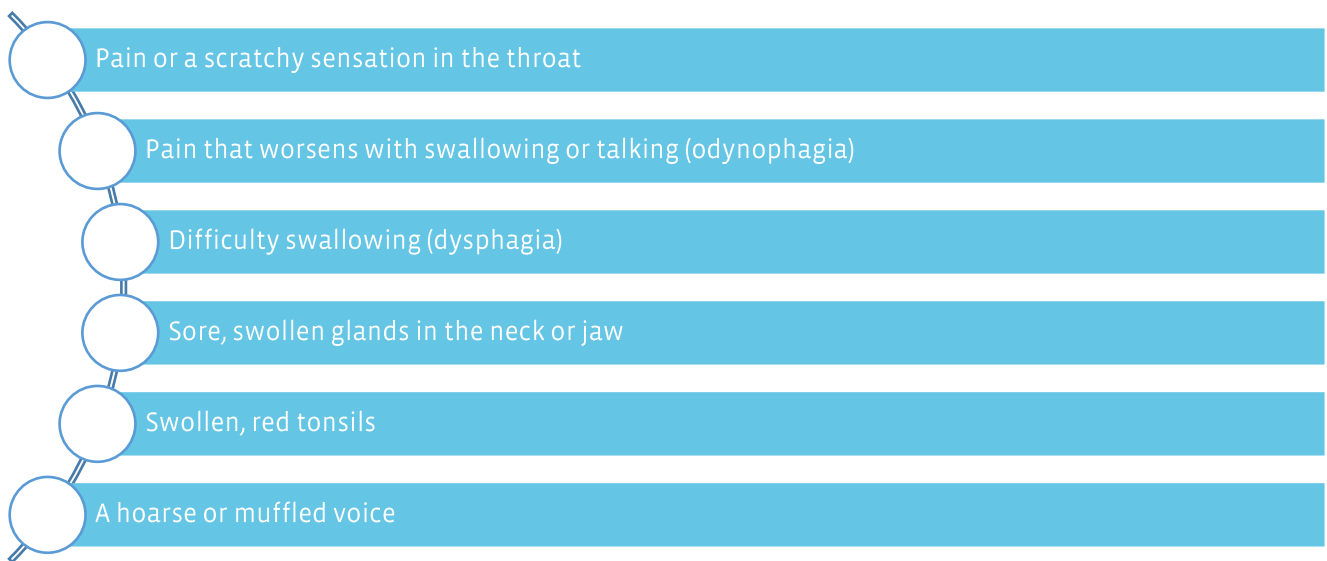 Pain or a scratchy sensation in the throat
Pain that worsens with swallowing or talking (odynophagia)
Difficulty swallowing (dysphagia)
Sore, swollen glands in the neck or jaw
Swollen, red tonsils
A hoarse or muffled voice